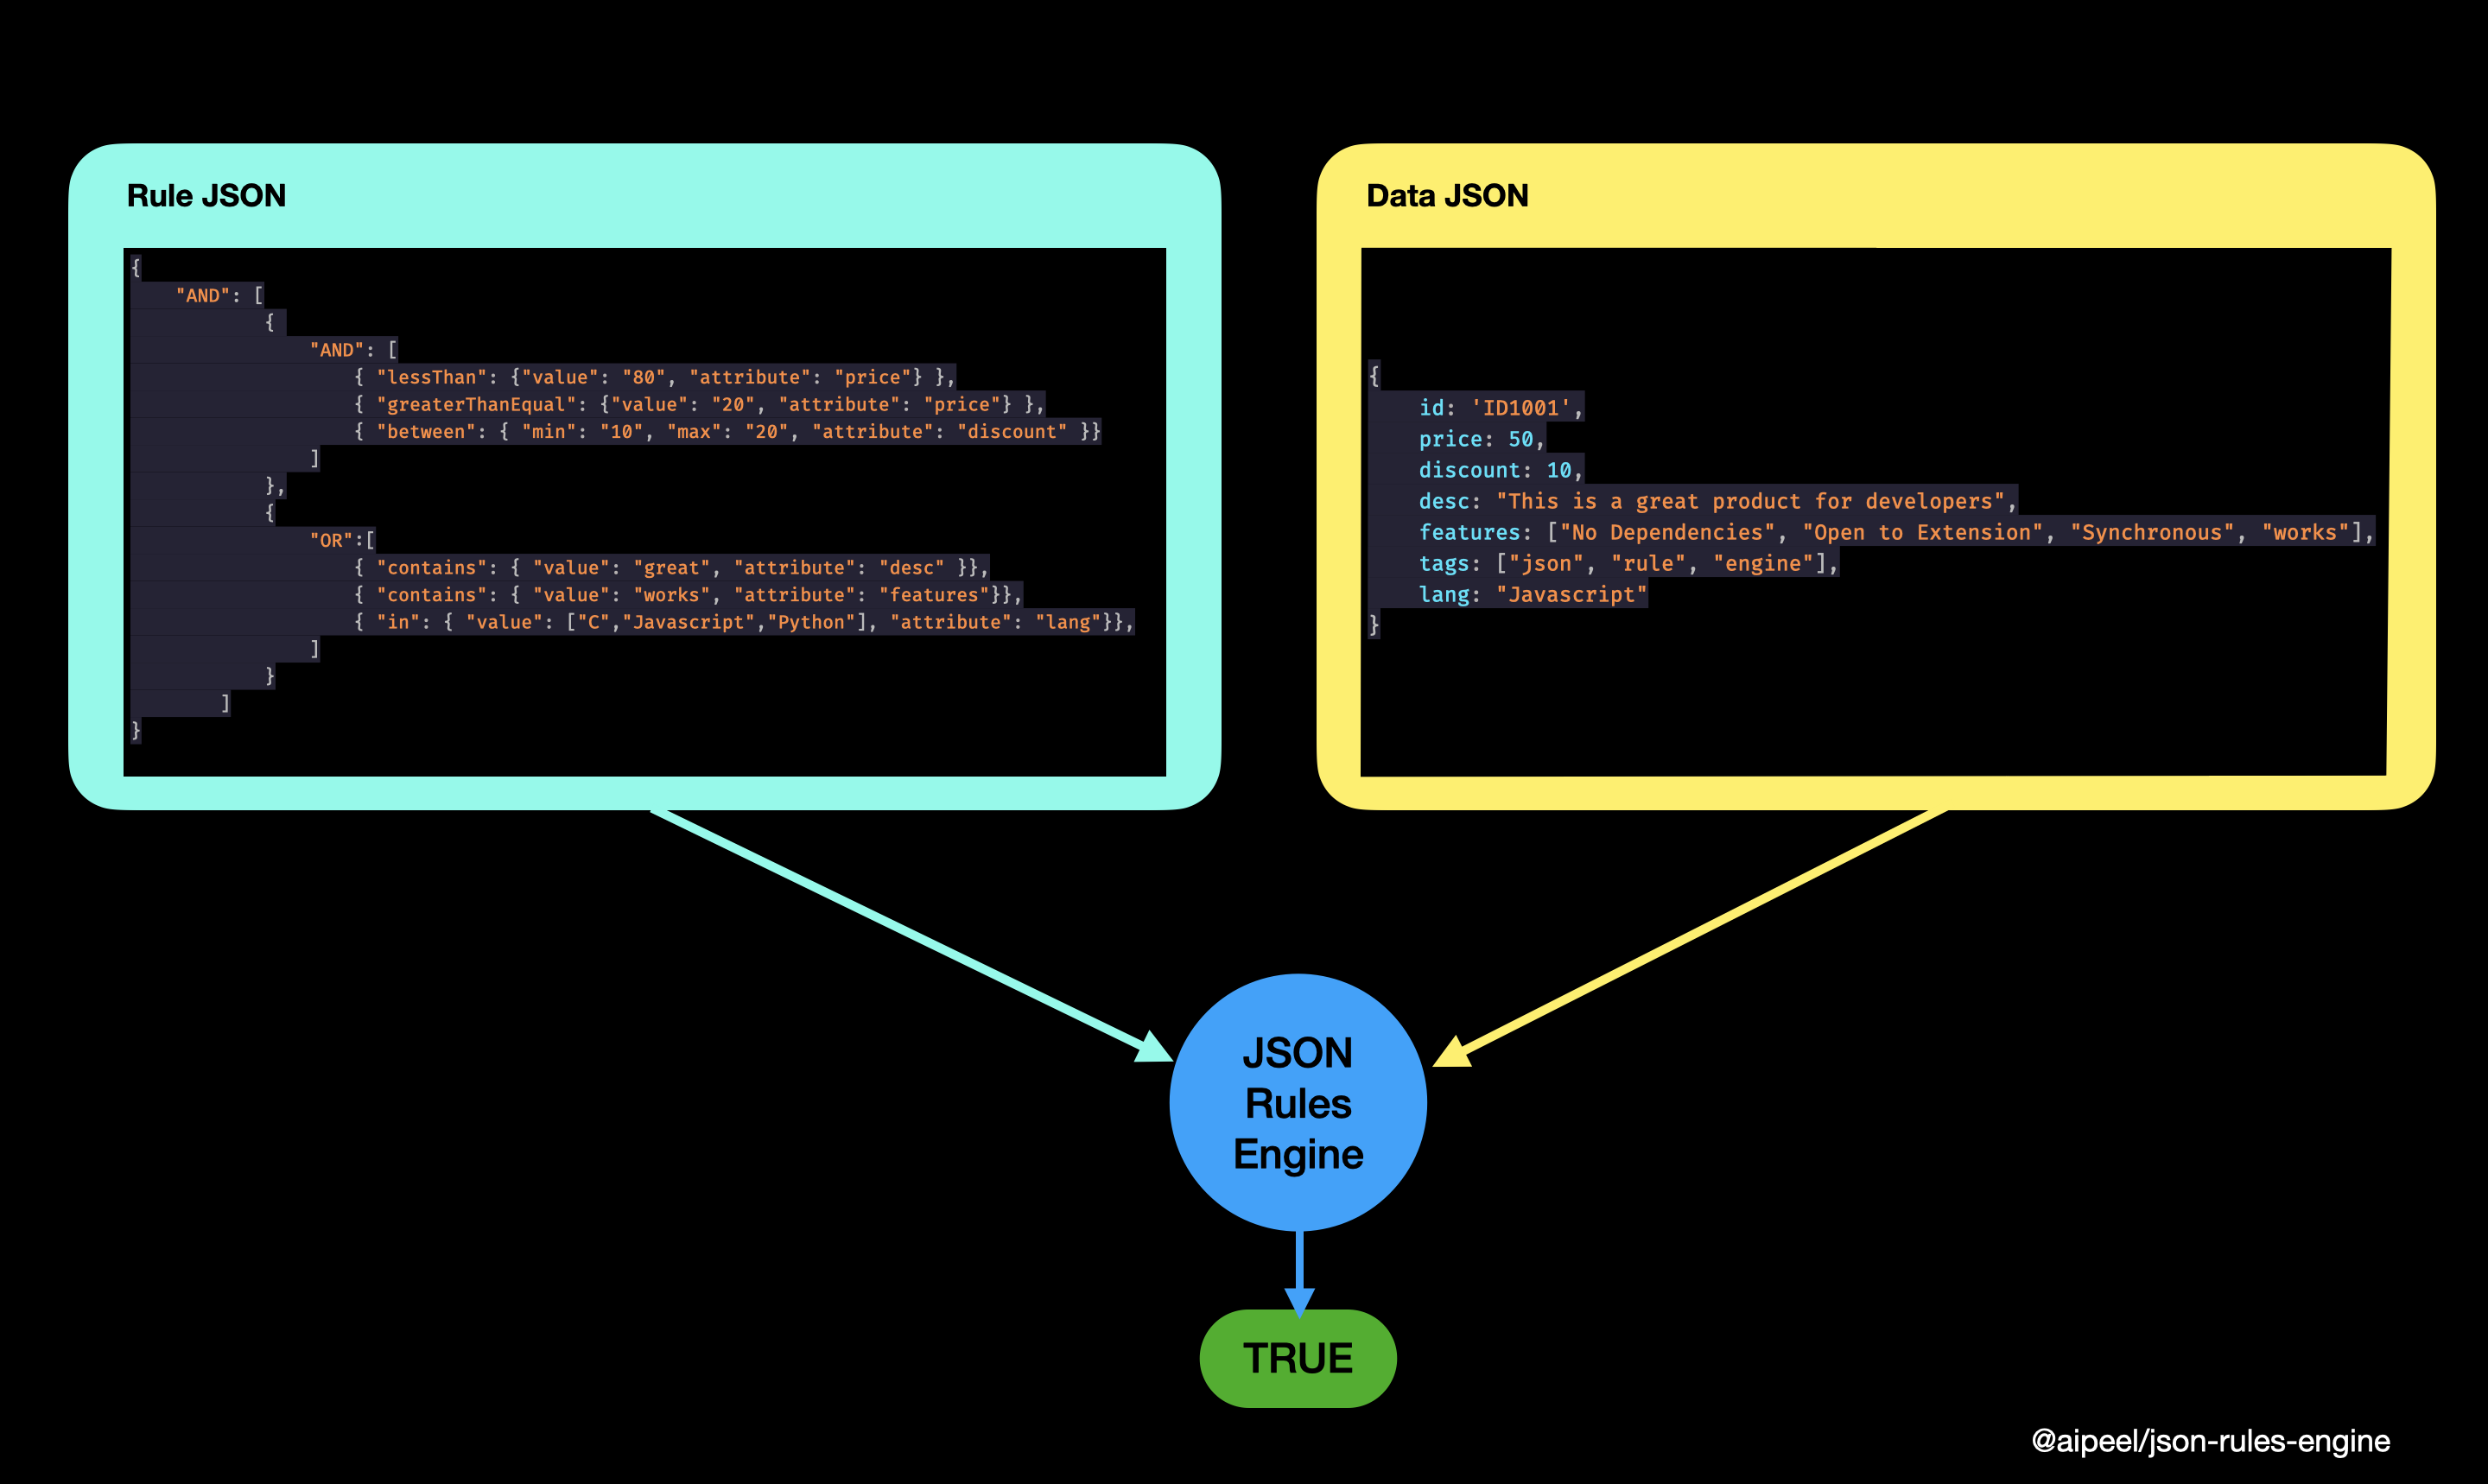 Rule JSON
{
    "AND": [
            {
                "AND": [
                    { "lessThan": {"value": "80", "attribute": "price"} },
                    { "greaterThanEqual": {"value": "20", "attribute": "price"} },
                    { "between": { "min": "10", "max": "20", "attribute": "discount" }}
                ]
            },
            {
                "OR":[
                    { "contains": { "value": "great", "attribute": "desc" }},
                    { "contains": { "value": "works", "attribute": "features"}},
                    { "in": { "value": ["C","Javascript","Python"], "attribute": "lang"}},
                ]
            }
        ]
}
Data JSON
{
    id: 'ID1001',
    price: 50,
    discount: 10,
    desc: "This is a great product for developers",
    features: ["No Dependencies", "Open to Extension", "Synchronous", "works"],
    tags: ["json", "rule", "engine"],
    lang: "Javascript"
}
JSON
Rules
Engine
TRUE
@aipeel/json-rules-engine